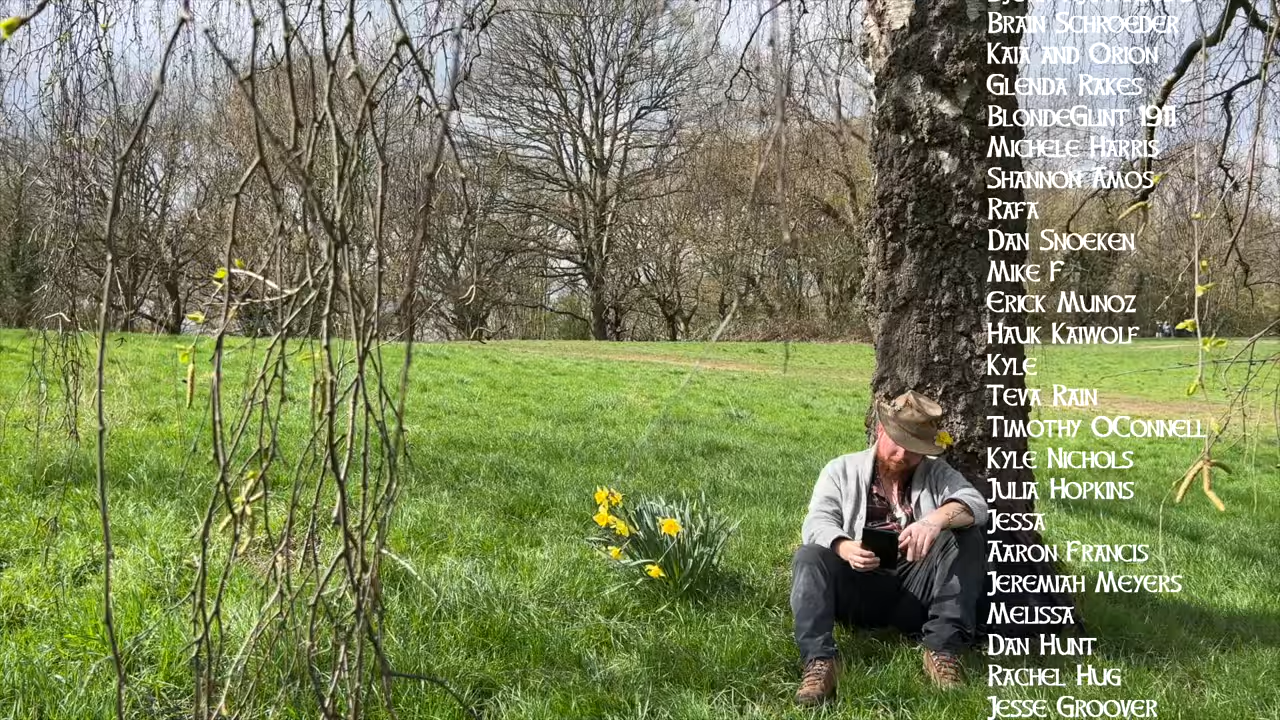 Brain Schroeder
Kaia and Orion
Glenda Rakes
BlondeGlint 1911
Michele Harris
Shannon Amos
Rafa
Dan Snoeken
Mike F
Erick Munoz
Hauk Kaiwolf
Kyle
Teva Rain
Timothy OConnell
Kyle Nichols
Julia Hopkins
Jessa
Aaron Francis
Jeremiah Meyers
Melissa
Dan Hunt
Rachel Hug
Jesse Groover